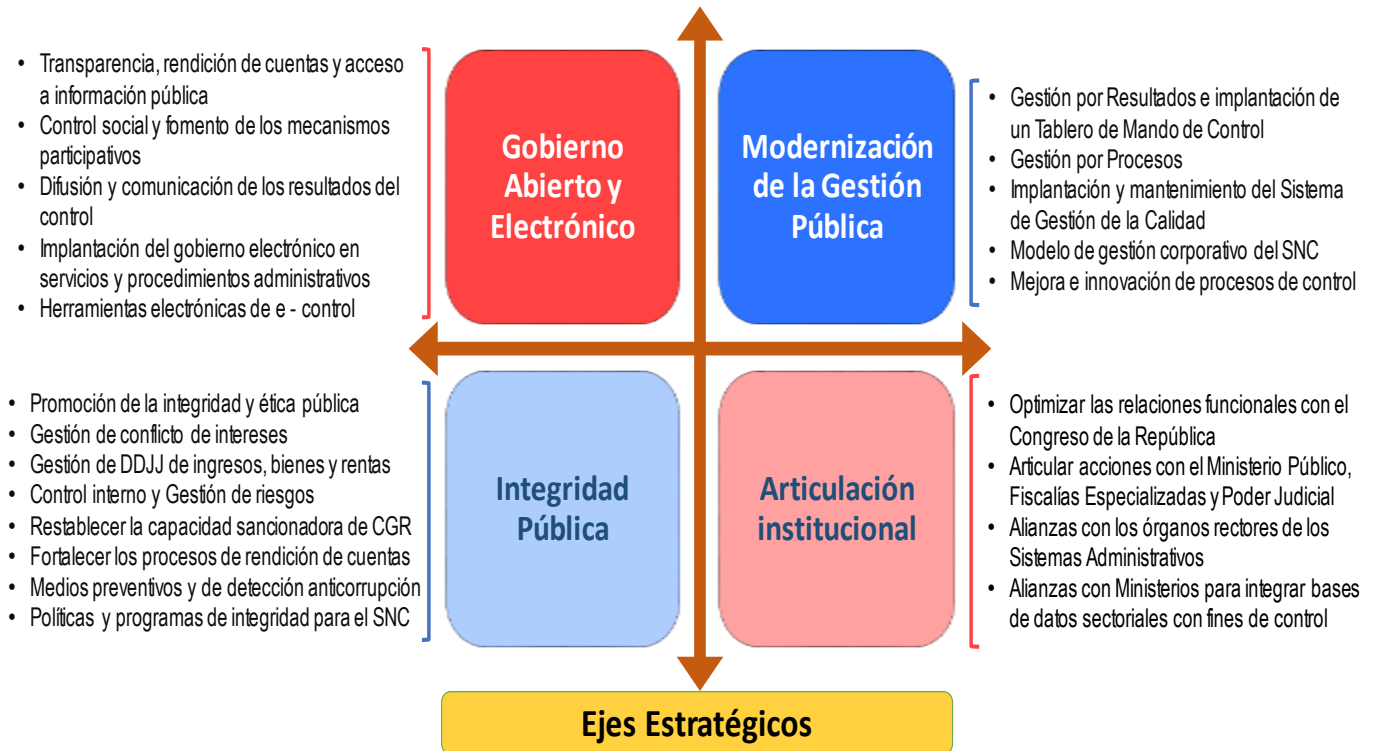 • Transparencia, rendición de cuentas y acceso
a información pública
• Control social y fomento de los mecanismos
participativos
• Difusión y comunicación de los resultados del
control
• Implantación del gobierno electrónico en
servicios y procedimientos administrativos
• Herramientas electrónicas de e - control
Gobierno
Abierto y
Electrónico
Modernización
de la Gestión
Pública
• Gestión por Resultados e implantación de
un Tablero de Mando de Control
• Gestión por Procesos
• Implantación y mantenimiento del Sistema
de Gestión de la Calidad
• Modelo de gestión corporativo del SNC
• Mejora e innovación de procesos de control
• Promoción de la integridad y ética pública
• Gestión de conflicto de intereses
• Gestión de DDJJ de ingresos, bienes y rentas
• Control interno y Gestión de riesgos
• Restablecer la capacidad sancionadora de CGR
• Fortalecer los procesos de rendición de cuentas
• Medios preventivos y de detección anticorrupción
• Políticas y programas de integridad para el SNC
Integridad
Pública
Articulación
institucional
• Optimizar las relaciones funcionales con el
Congreso de la República
• Articular acciones con el Ministerio Público,
Fiscalías Especializadas y Poder Judicial
• Alianzas con los órganos rectores de los
Sistemas Administrativos
• Alianzas con Ministerios para integrar bases
de datos sectoriales con fines de control
Ejes Estratégicos